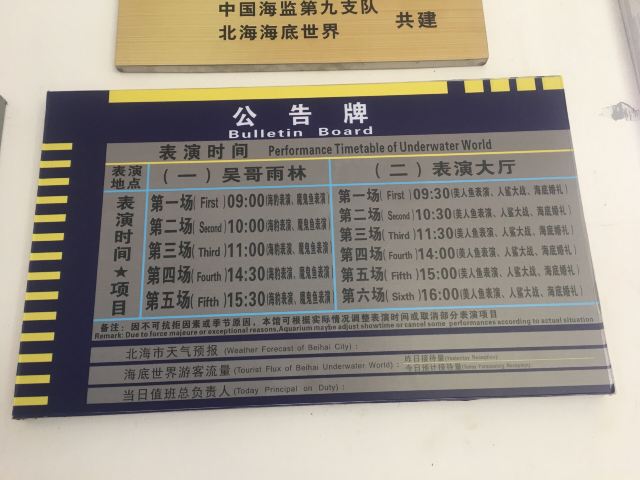 中国海监第九支队
北海海底世界 共建
公告牌
Bulletin Board
表演时间 Performance Timetable of Underwater World
表演地点 (一) 吴哥雨林 (二) 表演大厅
表演时间★项目
第一场(First)09:00(海豹表演、魔鬼鱼表演)
第二场(Second)10:00(海豹表演、魔鬼鱼表演)
第三场(Third)11:00(海豹表演、魔鬼鱼表演)
第四场(Fourth)14:30(海豹表演、魔鬼鱼表演)
第五场(Fifth)15:30(海豹表演、魔鬼鱼表演)
第一场(First)09:30(美人鱼表演、人鲨大战、海底婚礼)
第二场(Second)10:30(美人鱼表演、人鲨大战、海底婚礼)
第三场(Third)11:30(美人鱼表演、人鲨大战、海底婚礼)
第四场(Fourth)14:00(美人鱼表演、人鲨大战、海底婚礼)
第五场(Fifth)15:00(美人鱼表演、人鲨大战、海底婚礼)
第六场(Sixth)16:00(美人鱼表演、人鲨大战、海底婚礼)
备注：因不可抗拒因素或季节原因，本馆可根据实际情况调整表演时间或取消部分表演项目
Remark: Due to force majeure or exceptional reasons,Aquarium maybe adjust showtime or cancel some performances according to actual situation
北海市天气预报 (Weather Forecast of Beihai City)：
海底世界游客流量 (Tourist Flux of Beihai Underwater World)：
昨日接待量(Yesterday Reception)
今日预计接待量
当日值班总负责人 (Today Principal on Duty)：